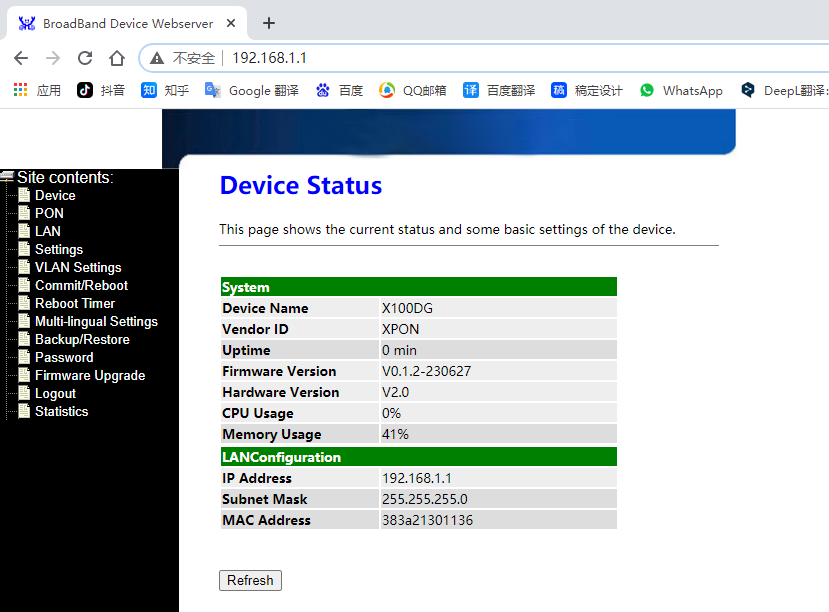 BroadBand Device Webserver
不安全 192.168.1.1
应用 抖音 知 知乎 Google 翻译 百度 QQ邮箱 译 百度翻译 稿 稿定设计 WhatsApp DeepL翻译:
Site contents:
Device
PON
LAN
Settings
VLAN Settings
Commit/Reboot
Reboot Timer
Multi-lingual Settings
Backup/Restore
Password
Firmware Upgrade
Logout
Statistics
Device Status
This page shows the current status and some basic settings of the device.
System
Device Name X100DG
Vendor ID XPON
Uptime 0 min
Firmware Version V0.1.2-230627
Hardware Version V2.0
CPU Usage 0%
Memory Usage 41%
LANConfiguration
IP Address 192.168.1.1
Subnet Mask 255.255.255.0
MAC Address 383a21301136
Refresh